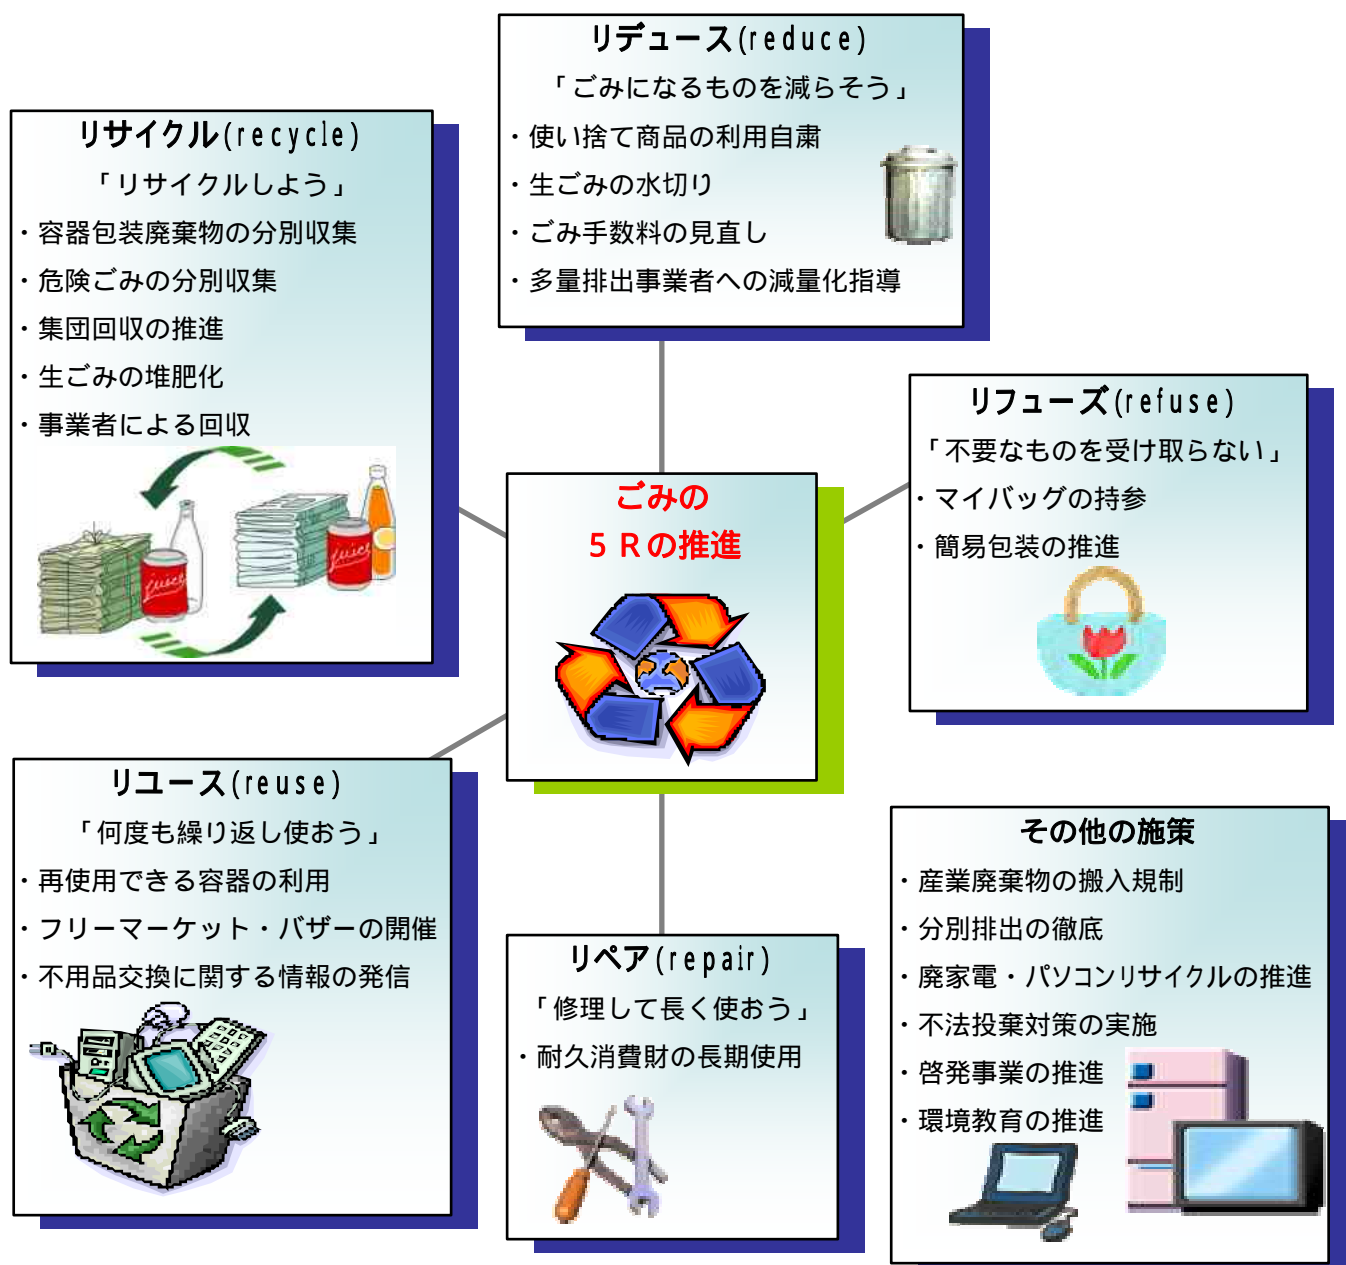 リデュース(reduce)
「ごみになるものを減らそう」
・使い捨て商品の利用自粛
・生ごみの水切り
・ごみ手数料の見直し
・多量排出事業者への減量化指導
リサイクル(recycle)
「リサイクルしよう」
・容器包装廃棄物の分別収集
・危険ごみの分別収集
・集団回収の推進
・生ごみの堆肥化
・事業者による回収
juice
juice
リフューズ(refuse)
「不要なものを受け取らない」
・マイバッグの持参
・簡易包装の推進
ごみの
５Ｒの推進
リユース(reuse)
「何度も繰り返し使おう」
・再使用できる容器の利用
・フリーマーケット・バザーの開催
・不用品交換に関する情報の発信
リペア(repair)
「修理して長く使おう」
・耐久消費財の長期使用
その他の施策
・産業廃棄物の搬入規制
・分別排出の徹底
・廃家電・パソコンリサイクルの推進
・不法投棄対策の実施
・啓発事業の推進
・環境教育の推進